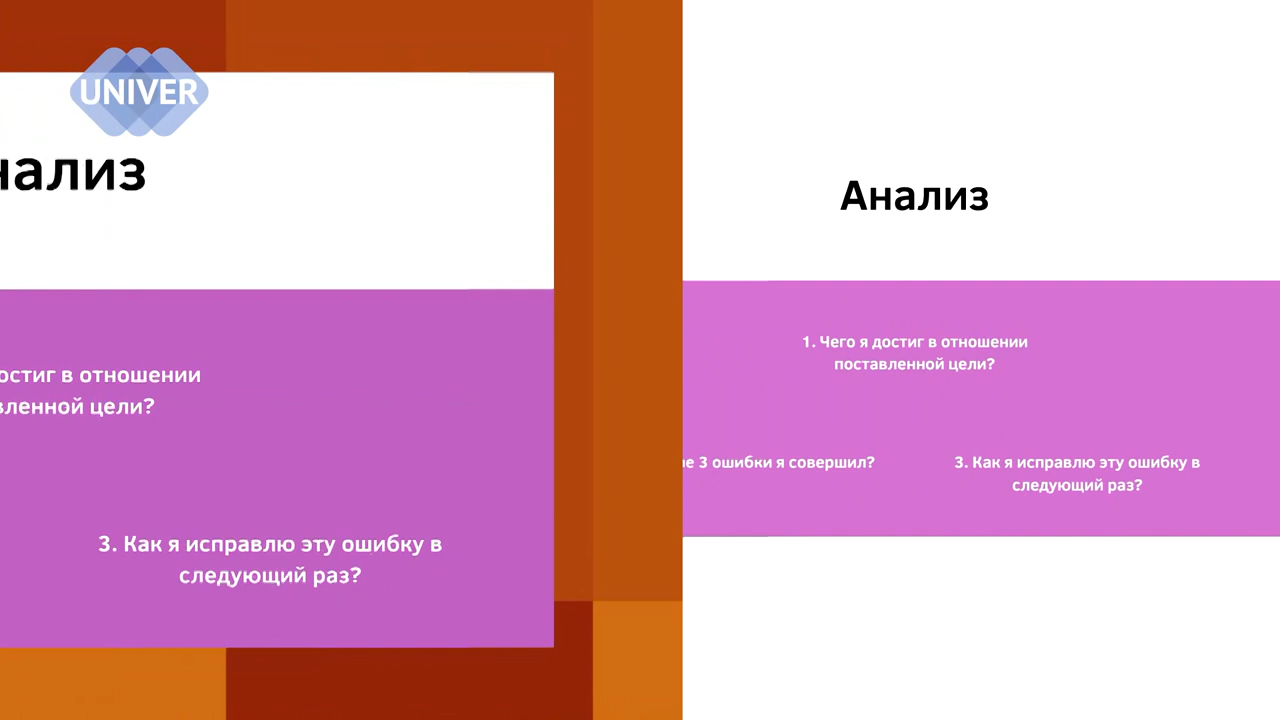 UNIVER
нализ
остиг в отношении
вленной цели?
3. Как я исправлю эту ошибку в
следующий раз?
Анализ
1. Чего я достиг в отношении
поставленной цели?
е 3 ошибки я совершил?
3. Как я исправлю эту ошибку в
следующий раз?